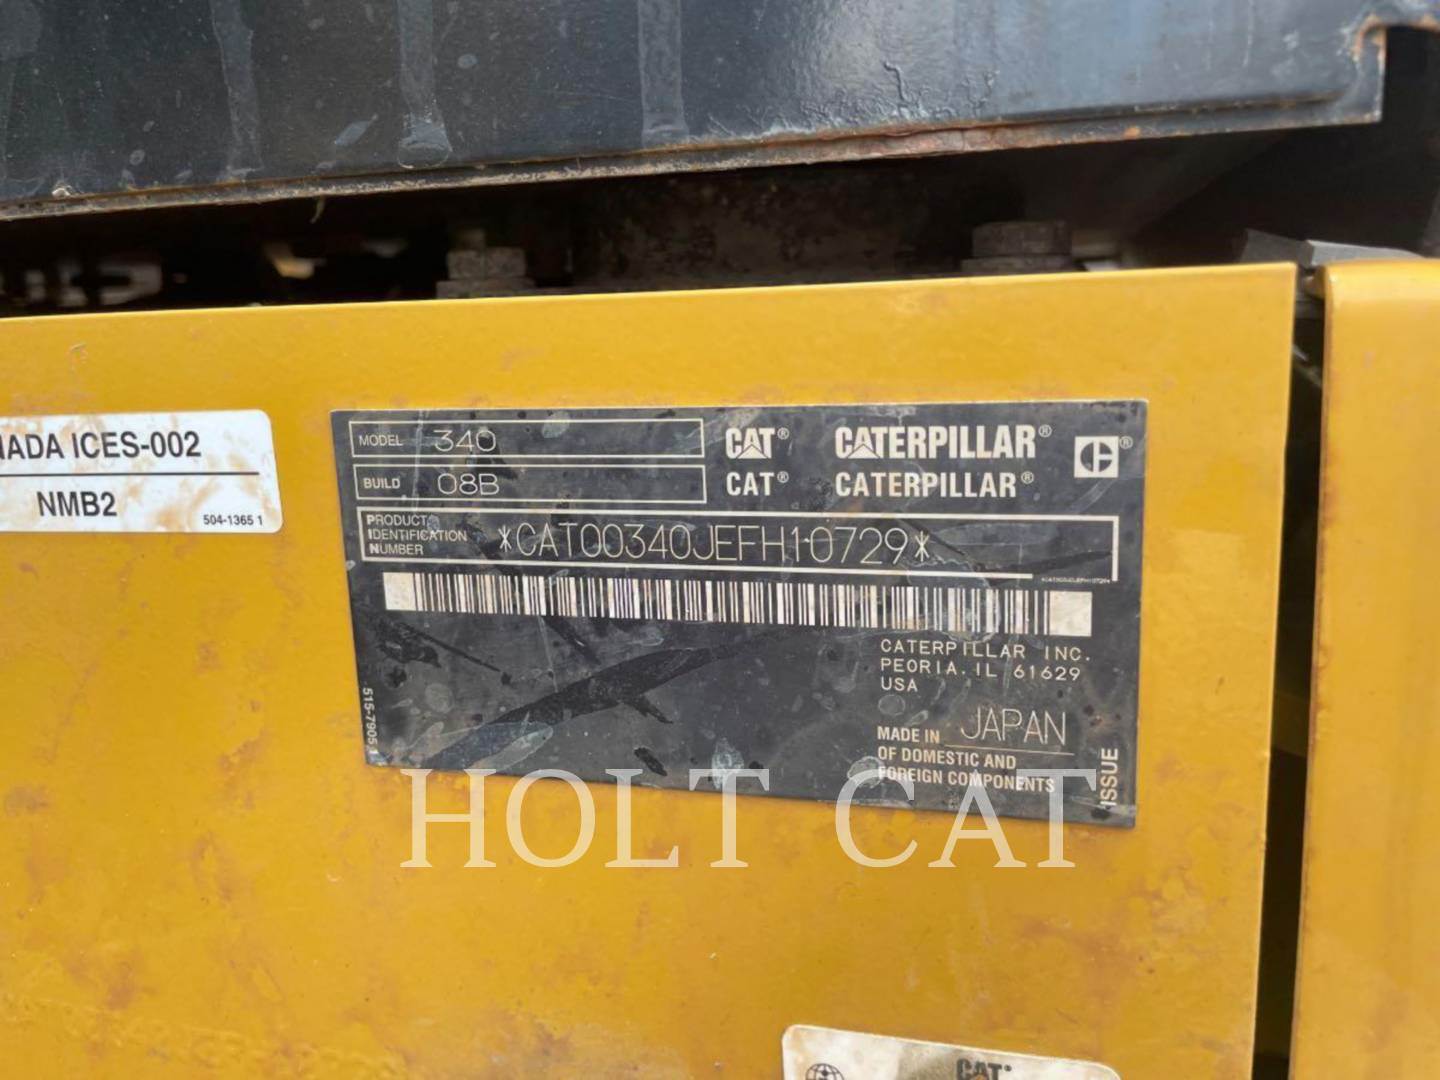 NADA ICES-002
NMB2
504-1365 1
MODEL 340
BUILD 08B
CAT® CATERPILLAR®
CAT® CATERPILLAR®
PRODUCT
IDENTIFICATION
NUMBER
*CAT00340JEFH10729*
CATERPILLAR INC.
PEORIA. IL 61629
USA
MADE IN JAPAN
OF DOMESTIC AND
FOREIGN COMPONENTS
ISSUE
515-7905 1
HOLT CAT
CAT®